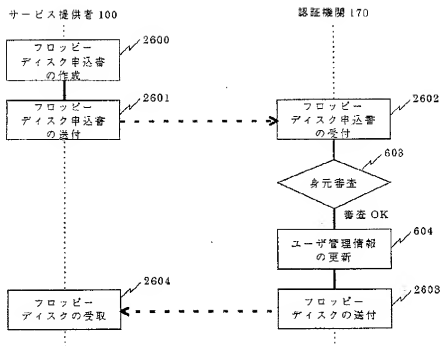 サービス提供者 100
認証機関 170
2600
フロッピー
ディスク申込書
の作成
2601
フロッピー
ディスク申込書
の送付
2602
フロッピー
ディスク申込書
の受付
603
身元審査
審査 OK
604
ユーザ管理情報
の更新
2604
フロッピー
ディスクの受取
2603
フロッピー
ディスクの送付